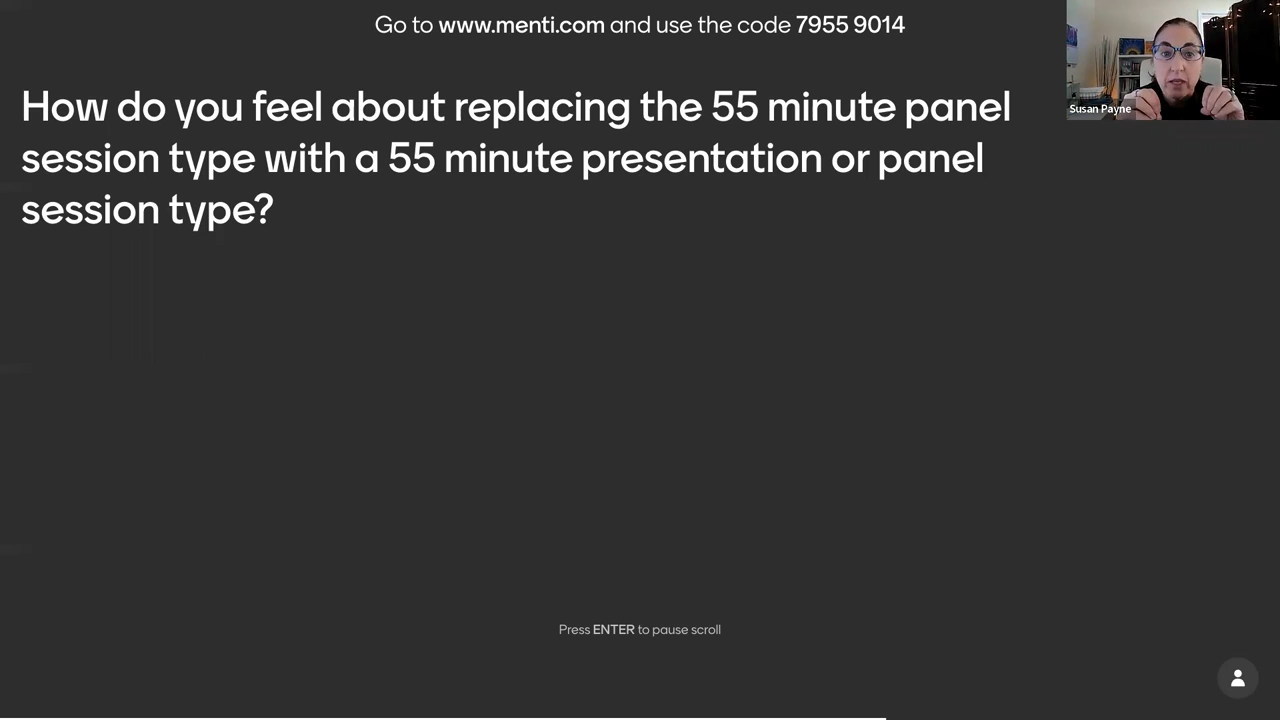 Go to www.menti.com and use the code 7955 9014
How do you feel about replacing the 55 minute panel
session type with a 55 minute presentation or panel
session type?
Susan Payne
Press ENTER to pause scroll